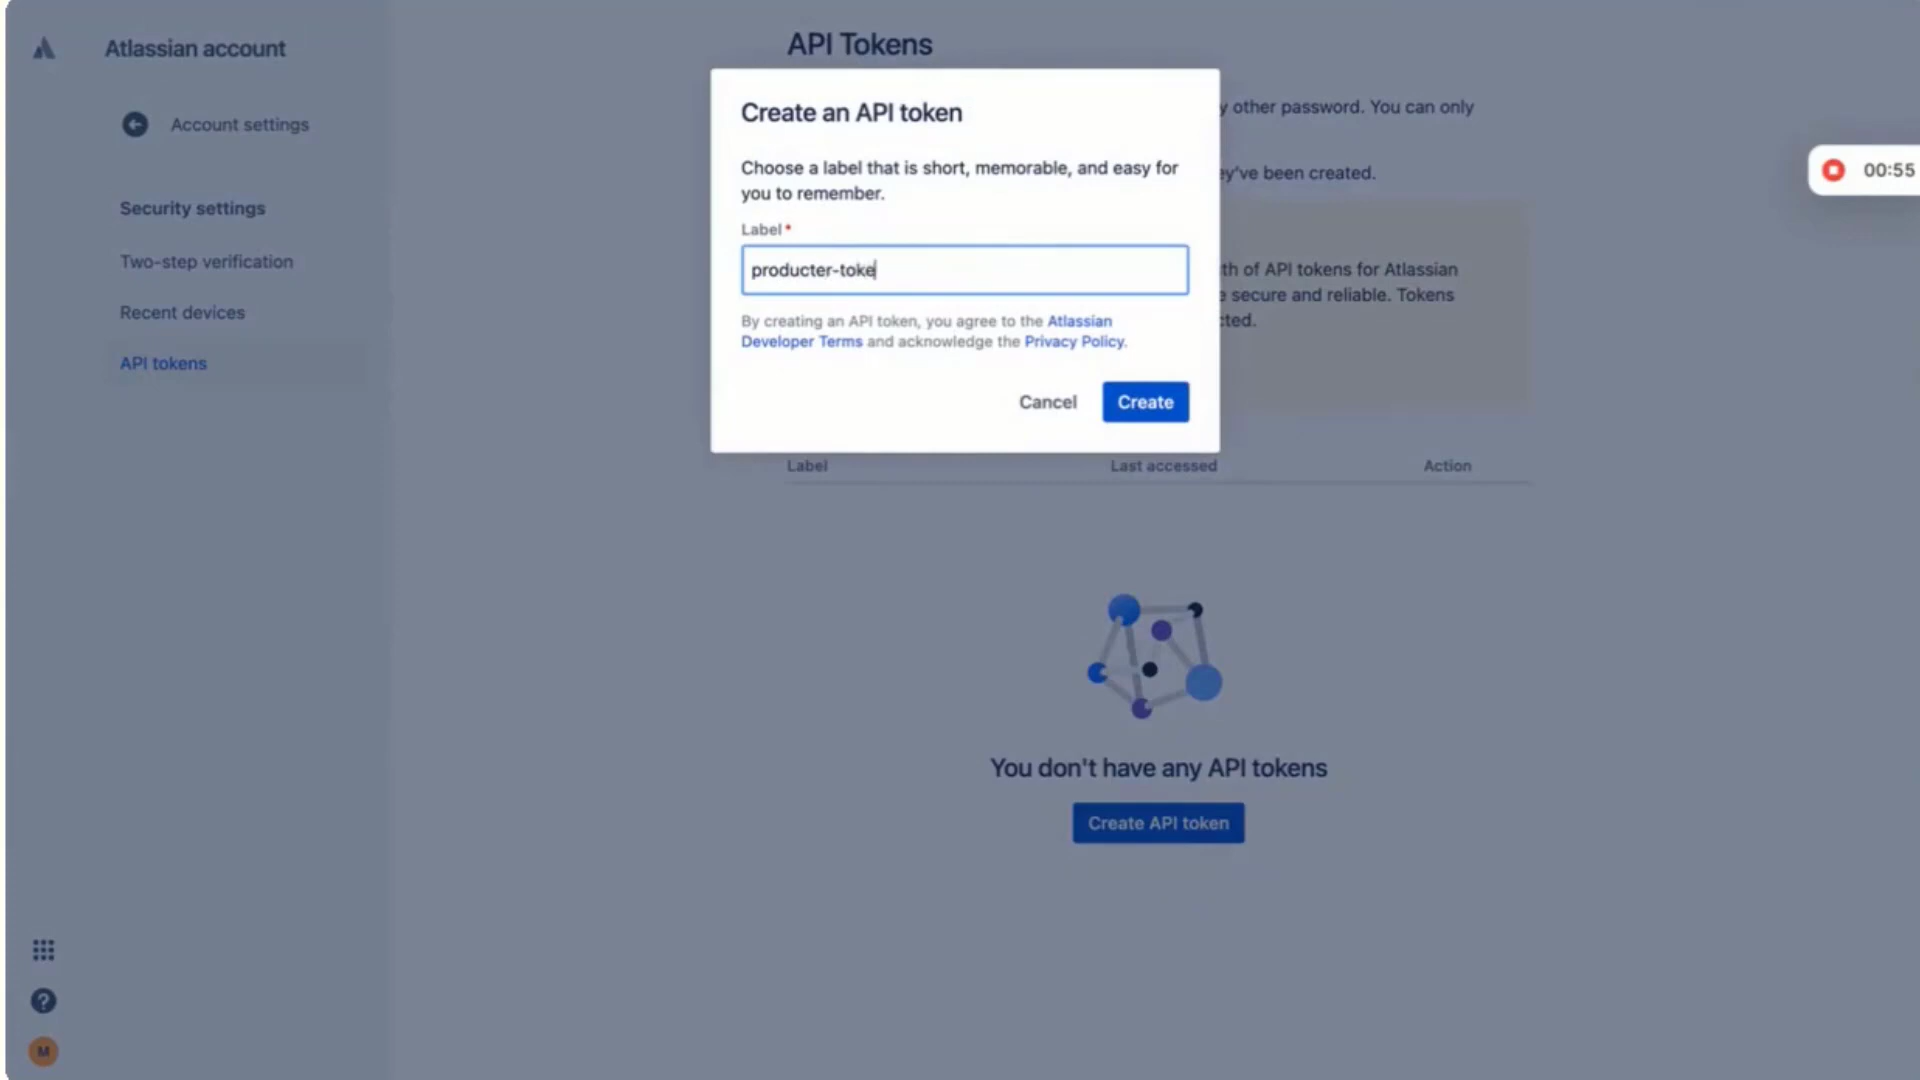 Atlassian account
Account settings
Security settings
Two-step verification
Recent devices
API tokens
API Tokens
other password. You can only
been created.
of API tokens for Atlassian
secure and reliable. Tokens
Create an API token
Choose a label that is short, memorable, and easy for
you to remember.
Label *
producter-toke
By creating an API token, you agree to the Atlassian
Developer Terms and acknowledge the Privacy Policy.
Cancel
Create
Label
Last accessed
Action
You don't have any API tokens
Create API token
00:55
?
M